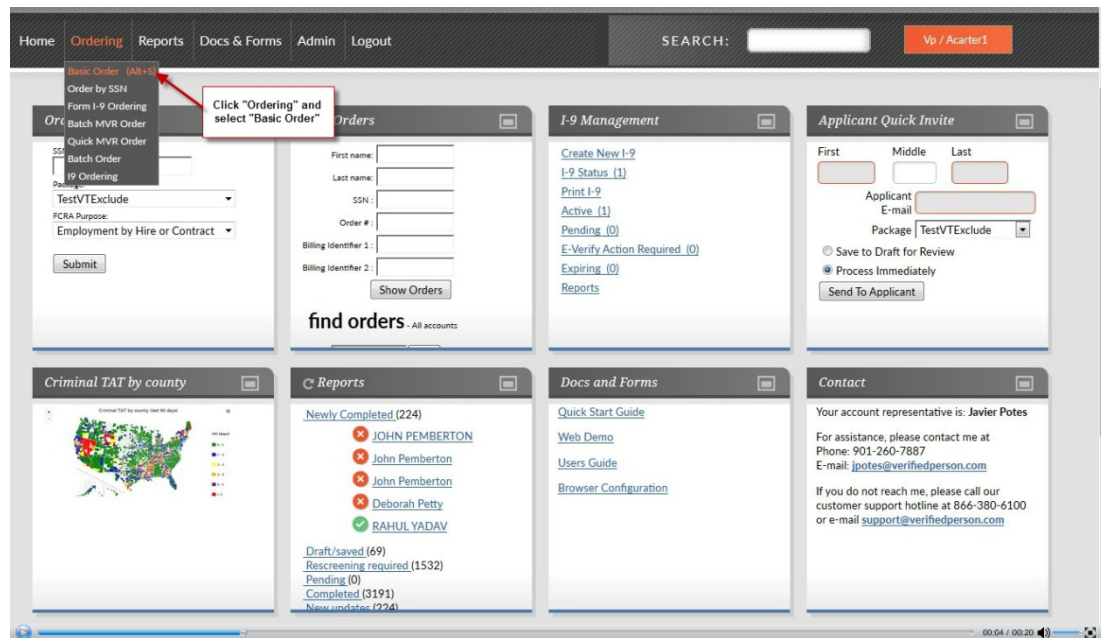 Home Ordering Reports Docs & Forms Admin Logout SEARCH: Vp / Acarter1
Basic Order (Alt+S)
Order by SSN
Form I-9 Ordering
Batch MVR Order
Quick MVR Order
Batch Order
I9 Ordering
Click "Ordering" and
select "Basic Order"
TestVTExclude
FCRA Purpose:
Employment by Hire or Contract
Submit
Orders
First name:
Last name:
SSN :
Order # :
Billing Identifier 1 :
Billing Identifier 2 :
Show Orders
find orders - All accounts
I-9 Management
Create New I-9
I-9 Status (1)
Print I-9
Active (1)
Pending (0)
E-Verify Action Required (0)
Expiring (0)
Reports
Applicant Quick Invite
First Middle Last
Applicant
E-mail
Package TestVTExclude
Save to Draft for Review
Process Immediately
Send To Applicant
Criminal TAT by county
Criminal TAT by county (last 90 days)
Reports
Newly Completed (224)
JOHN PEMBERTON
John Pemberton
John Pemberton
Deborah Petty
RAHUL YADAV
Draft/saved (69)
Rescreening required (1532)
Pending (0)
Completed (3191)
New updates (224)
Docs and Forms
Quick Start Guide
Web Demo
Users Guide
Browser Configuration
Contact
Your account representative is: Javier Potes
For assistance, please contact me at
Phone: 901-260-7887
E-mail: jpotes@verifiedperson.com
If you do not reach me, please call our
customer support hotline at 866-380-6100
or e-mail support@verifiedperson.com
00:04 / 00:20